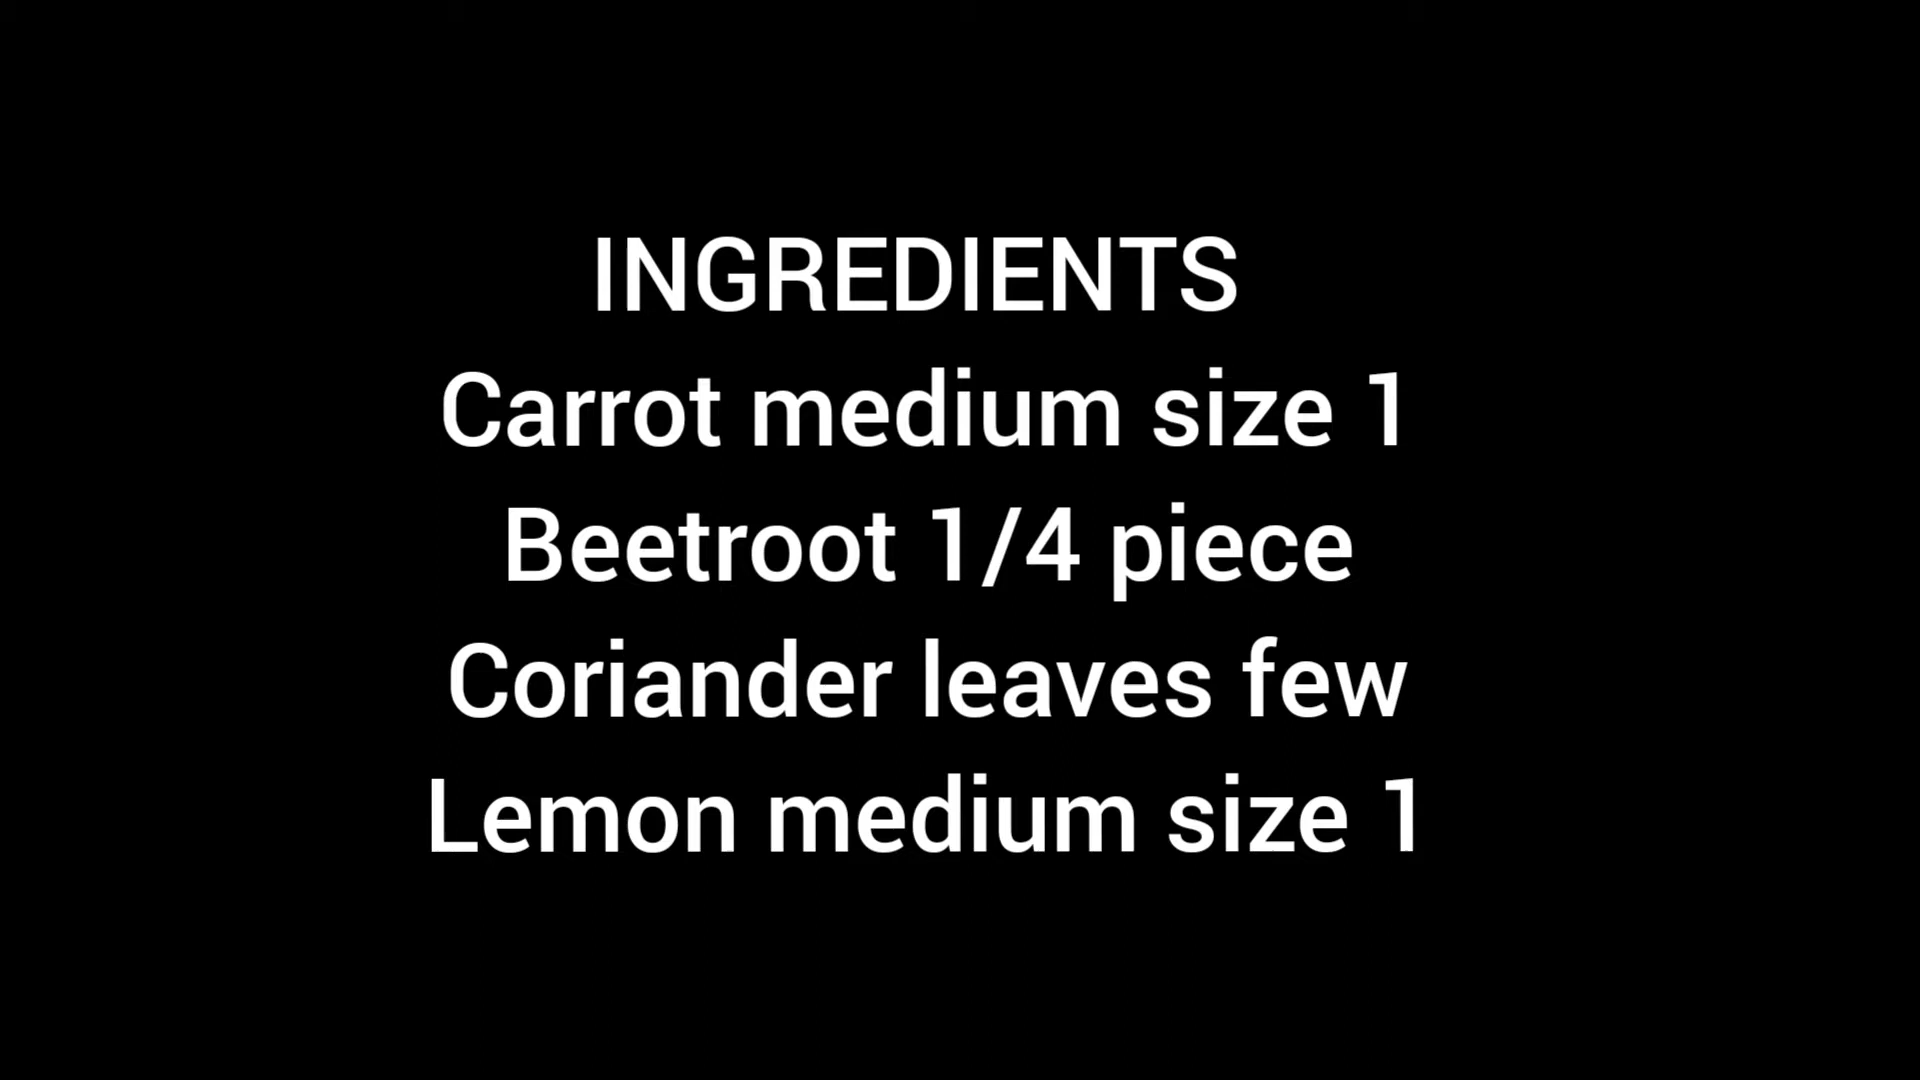 INGREDIENTS
Carrot medium size 1
Beetroot 1/4 piece
Coriander leaves few
Lemon medium size 1